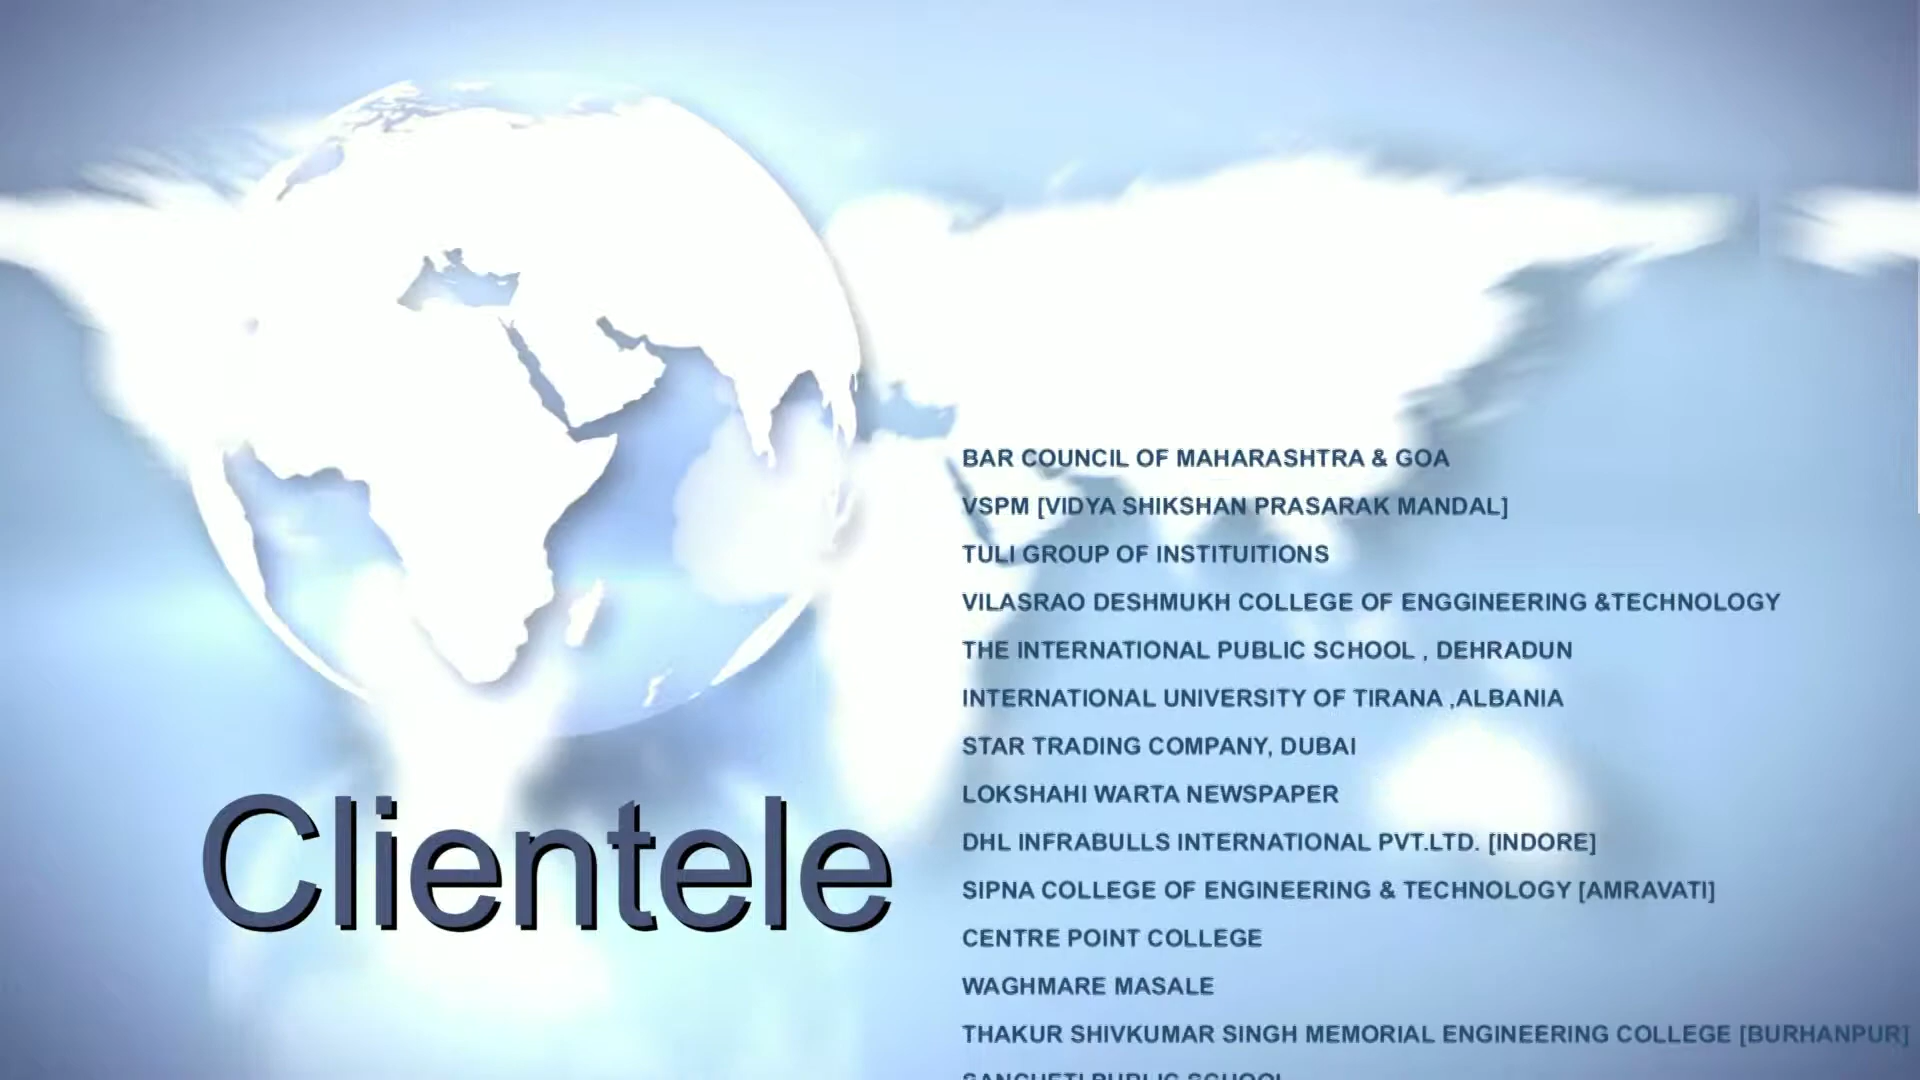 BAR COUNCIL OF MAHARASHTRA & GOA
VSPM [VIDYA SHIKSHAN PRASARAK MANDAL]
TULI GROUP OF INSTITUITIONS
VILASRAO DESHMUKH COLLEGE OF ENGGINEERING &TECHNOLOGY
THE INTERNATIONAL PUBLIC SCHOOL , DEHRADUN
INTERNATIONAL UNIVERSITY OF TIRANA ,ALBANIA
STAR TRADING COMPANY, DUBAI
LOKSHAHI WARTA NEWSPAPER
DHL INFRABULLS INTERNATIONAL PVT.LTD. [INDORE]
SIPNA COLLEGE OF ENGINEERING & TECHNOLOGY [AMRAVATI]
CENTRE POINT COLLEGE
WAGHMARE MASALE
THAKUR SHIVKUMAR SINGH MEMORIAL ENGINEERING COLLEGE [BURHANPUR]
SANCHETI PUBLIC SCHOOL
Clientele